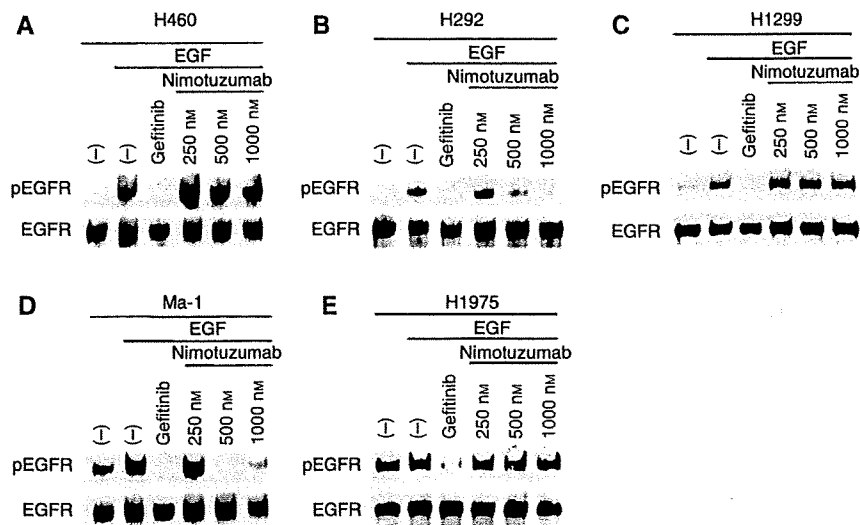 A
H460
EGF
Nimotuzumab
(–)
(–)
Gefitinib
250 nM
500 nM
1000 nM
pEGFR
EGFR
B
H292
EGF
Nimotuzumab
(–)
(–)
Gefitinib
250 nM
500 nM
1000 nM
pEGFR
EGFR
C
H1299
EGF
Nimotuzumab
(–)
(–)
Gefitinib
250 nM
500 nM
1000 nM
pEGFR
EGFR
D
Ma-1
EGF
Nimotuzumab
(–)
(–)
Gefitinib
250 nM
500 nM
1000 nM
pEGFR
EGFR
E
H1975
EGF
Nimotuzumab
(–)
(–)
Gefitinib
250 nM
500 nM
1000 nM
pEGFR
EGFR